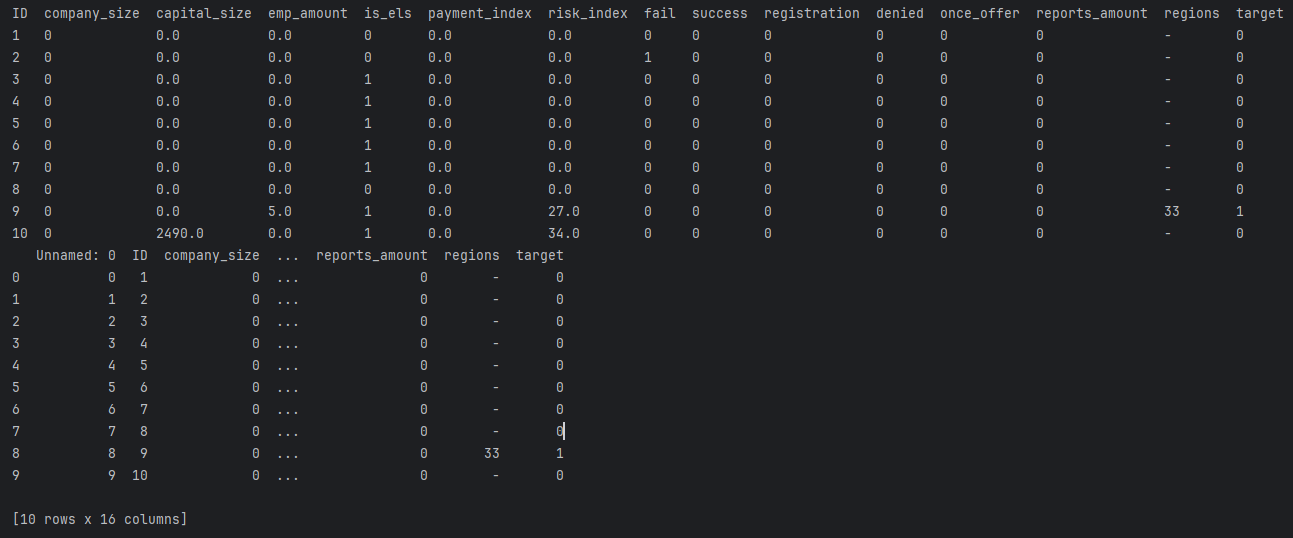 ID company_size capital_size emp_amount is_els payment_index risk_index fail success registration denied once_offer reports_amount regions target
1 0 0.0 0.0 0 0.0 0.0 0 0 0 0 0 0 - 0
2 0 0.0 0.0 0 0.0 0.0 1 0 0 0 0 0 - 0
3 0 0.0 0.0 1 0.0 0.0 0 0 0 0 0 0 - 0
4 0 0.0 0.0 1 0.0 0.0 0 0 0 0 0 0 - 0
5 0 0.0 0.0 1 0.0 0.0 0 0 0 0 0 0 - 0
6 0 0.0 0.0 1 0.0 0.0 0 0 0 0 0 0 - 0
7 0 0.0 0.0 1 0.0 0.0 0 0 0 0 0 0 - 0
8 0 0.0 0.0 0 0.0 0.0 0 0 0 0 0 0 - 0
9 0 0.0 5.0 1 0.0 27.0 0 0 0 0 0 0 33 1
10 0 2490.0 0.0 1 0.0 34.0 0 0 0 0 0 0 - 0
Unnamed: 0 ID company_size ... reports_amount regions target
0 0 1 0 ... 0 - 0
1 1 2 0 ... 0 - 0
2 2 3 0 ... 0 - 0
3 3 4 0 ... 0 - 0
4 4 5 0 ... 0 - 0
5 5 6 0 ... 0 - 0
6 6 7 0 ... 0 - 0
7 7 8 0 ... 0 - 0
8 8 9 0 ... 0 33 1
9 9 10 0 ... 0 - 0
[10 rows x 16 columns]